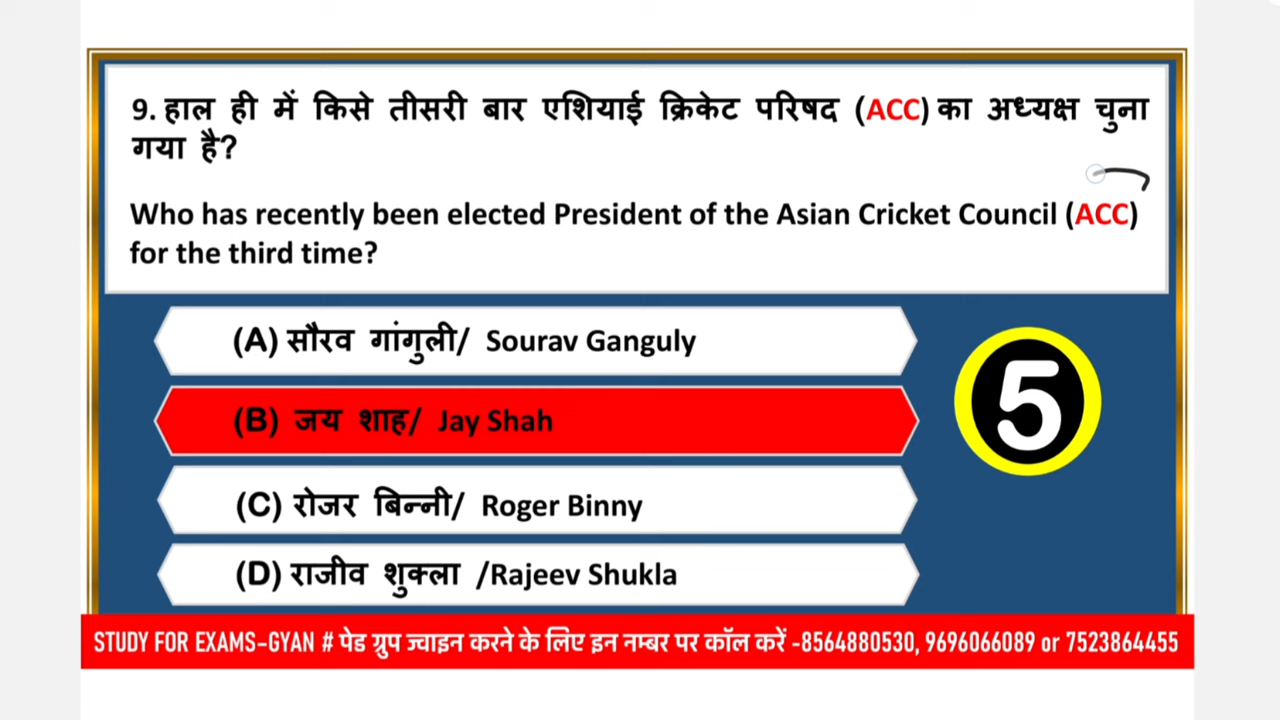 9. हाल ही में किसे तीसरी बार एशियाई क्रिकेट परिषद (ACC) का अध्यक्ष चुना
गया है?
Who has recently been elected President of the Asian Cricket Council (ACC)
for the third time?
(A) सौरव गांगुली/ Sourav Ganguly
(B) जय शाह/ Jay Shah
5
(C) रोजर बिन्नी/ Roger Binny
(D) राजीव शुक्ला /Rajeev Shukla
STUDY FOR EXAMS-GYAN # पेड ग्रुप ज्वाइन करने के लिए इन नम्बर पर कॉल करें -8564880530, 9696066089 or 7523864455